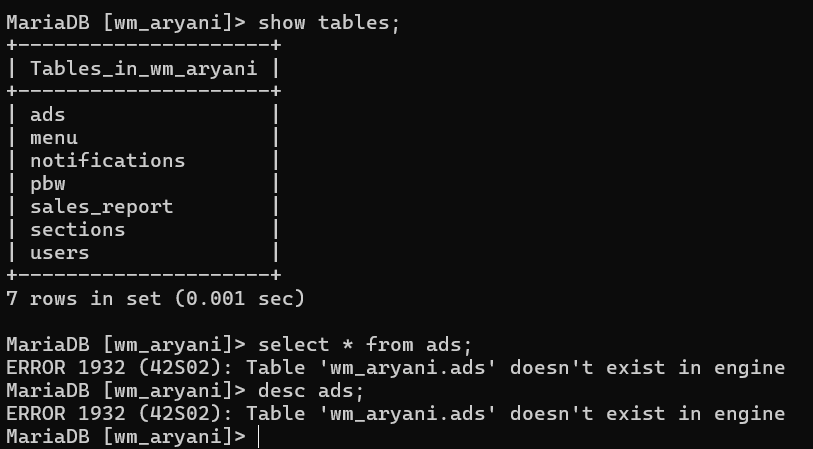 MariaDB [wm_aryani]> show tables;
+---------------------+
| Tables_in_wm_aryani |
+---------------------+
| ads                 |
| menu                |
| notifications       |
| pbw                 |
| sales_report        |
| sections            |
| users               |
+---------------------+
7 rows in set (0.001 sec)

MariaDB [wm_aryani]> select * from ads;
ERROR 1932 (42S02): Table 'wm_aryani.ads' doesn't exist in engine
MariaDB [wm_aryani]> desc ads;
ERROR 1932 (42S02): Table 'wm_aryani.ads' doesn't exist in engine
MariaDB [wm_aryani]>